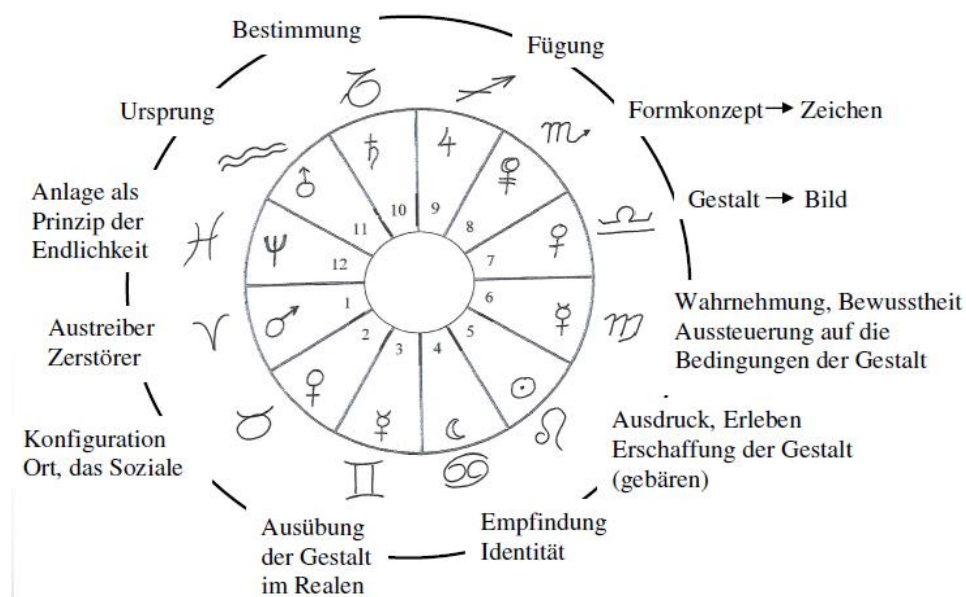 Bestimmung
Fügung
Ursprung
Formkonzept → Zeichen
Anlage als
Prinzip der
Endlichkeit
Gestalt → Bild
Austreiber
Zerstörer
Wahrnehmung, Bewusstheit
Aussteuerung auf die
Bedingungen der Gestalt
Konfiguration
Ort, das Soziale
Ausdruck, Erleben
Erschaffung der Gestalt
(gebären)
Ausübung
der Gestalt
im Realen
Empfindung
Identität
10
9
11
8
12
7
1
6
2
5
3
4